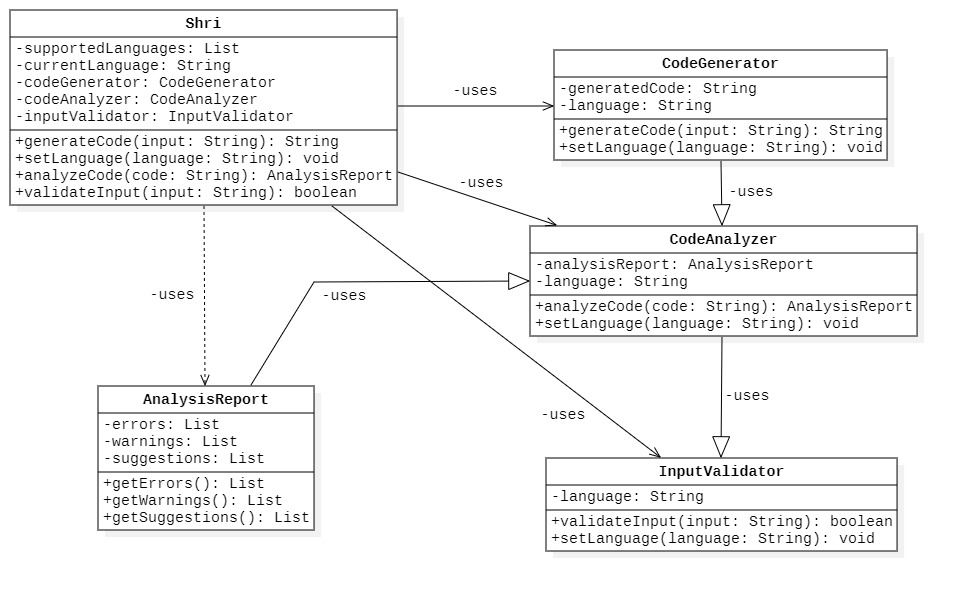 Shri
-supportedLanguages: List
-currentLanguage: String
-codeGenerator: CodeGenerator
-codeAnalyzer: CodeAnalyzer
-inputValidator: InputValidator
+generateCode(input: String): String
+setLanguage(language: String): void
+analyzeCode(code: String): AnalysisReport
+validateInput(input: String): boolean
-uses
CodeGenerator
-generatedCode: String
-language: String
+generateCode(input: String): String
+setLanguage(language: String): void
-uses
-uses
CodeAnalyzer
-analysisReport: AnalysisReport
-language: String
+analyzeCode(code: String): AnalysisReport
+setLanguage(language: String): void
-uses
-uses
-uses
-uses
AnalysisReport
-errors: List
-warnings: List
-suggestions: List
+getErrors(): List
+getWarnings(): List
+getSuggestions(): List
InputValidator
-language: String
+validateInput(input: String): boolean
+setLanguage(language: String): void